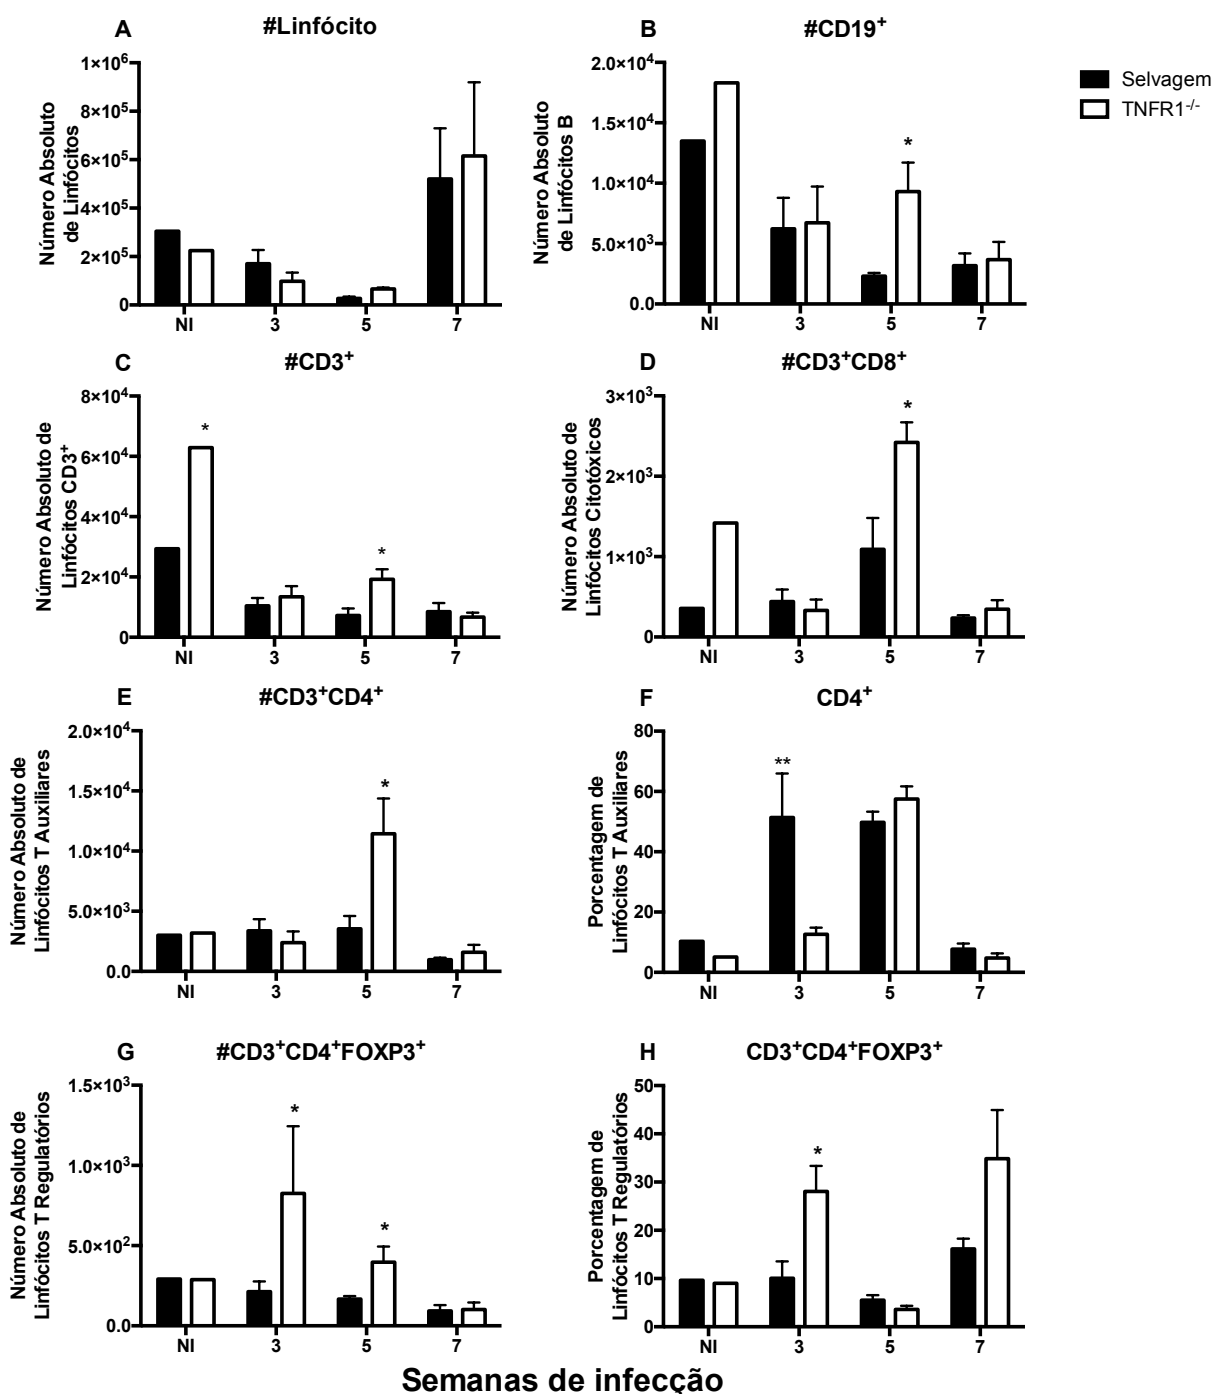 A #Linfócito
Número Absoluto
de Linfócitos
1×10⁶
8×10⁵
6×10⁵
4×10⁵
2×10⁵
0
NI 3 5 7
B #CD19⁺
Número Absoluto
de Linfócitos B
2.0×10⁴
1.5×10⁴
1.0×10⁴
5.0×10³
0.0
*
NI 3 5 7
Selvagem
TNFR1⁻/⁻
C #CD3⁺
Número Absoluto de
Linfócitos CD3⁺
8×10⁴
6×10⁴
4×10⁴
2×10⁴
0
*
*
NI 3 5 7
D #CD3⁺CD8⁺
Número Absoluto de
Linfócitos Citotóxicos
3×10³
2×10³
1×10³
0
*
NI 3 5 7
E #CD3⁺CD4⁺
Número Absoluto de
Linfócitos T Auxiliares
2.0×10⁴
1.5×10⁴
1.0×10⁴
5.0×10³
0.0
*
NI 3 5 7
F CD4⁺
Porcentagem de
Linfócitos T Auxiliares
80
60
40
20
0
**
NI 3 5 7
G #CD3⁺CD4⁺FOXP3⁺
Número Absoluto de
Linfócitos T Regulatórios
1.5×10³
1.0×10³
5.0×10²
0.0
*
*
NI 3 5 7
H CD3⁺CD4⁺FOXP3⁺
Porcentagem de
Linfócitos T Regulatórios
50
40
30
20
10
0
*
NI 3 5 7
Semanas de infecção